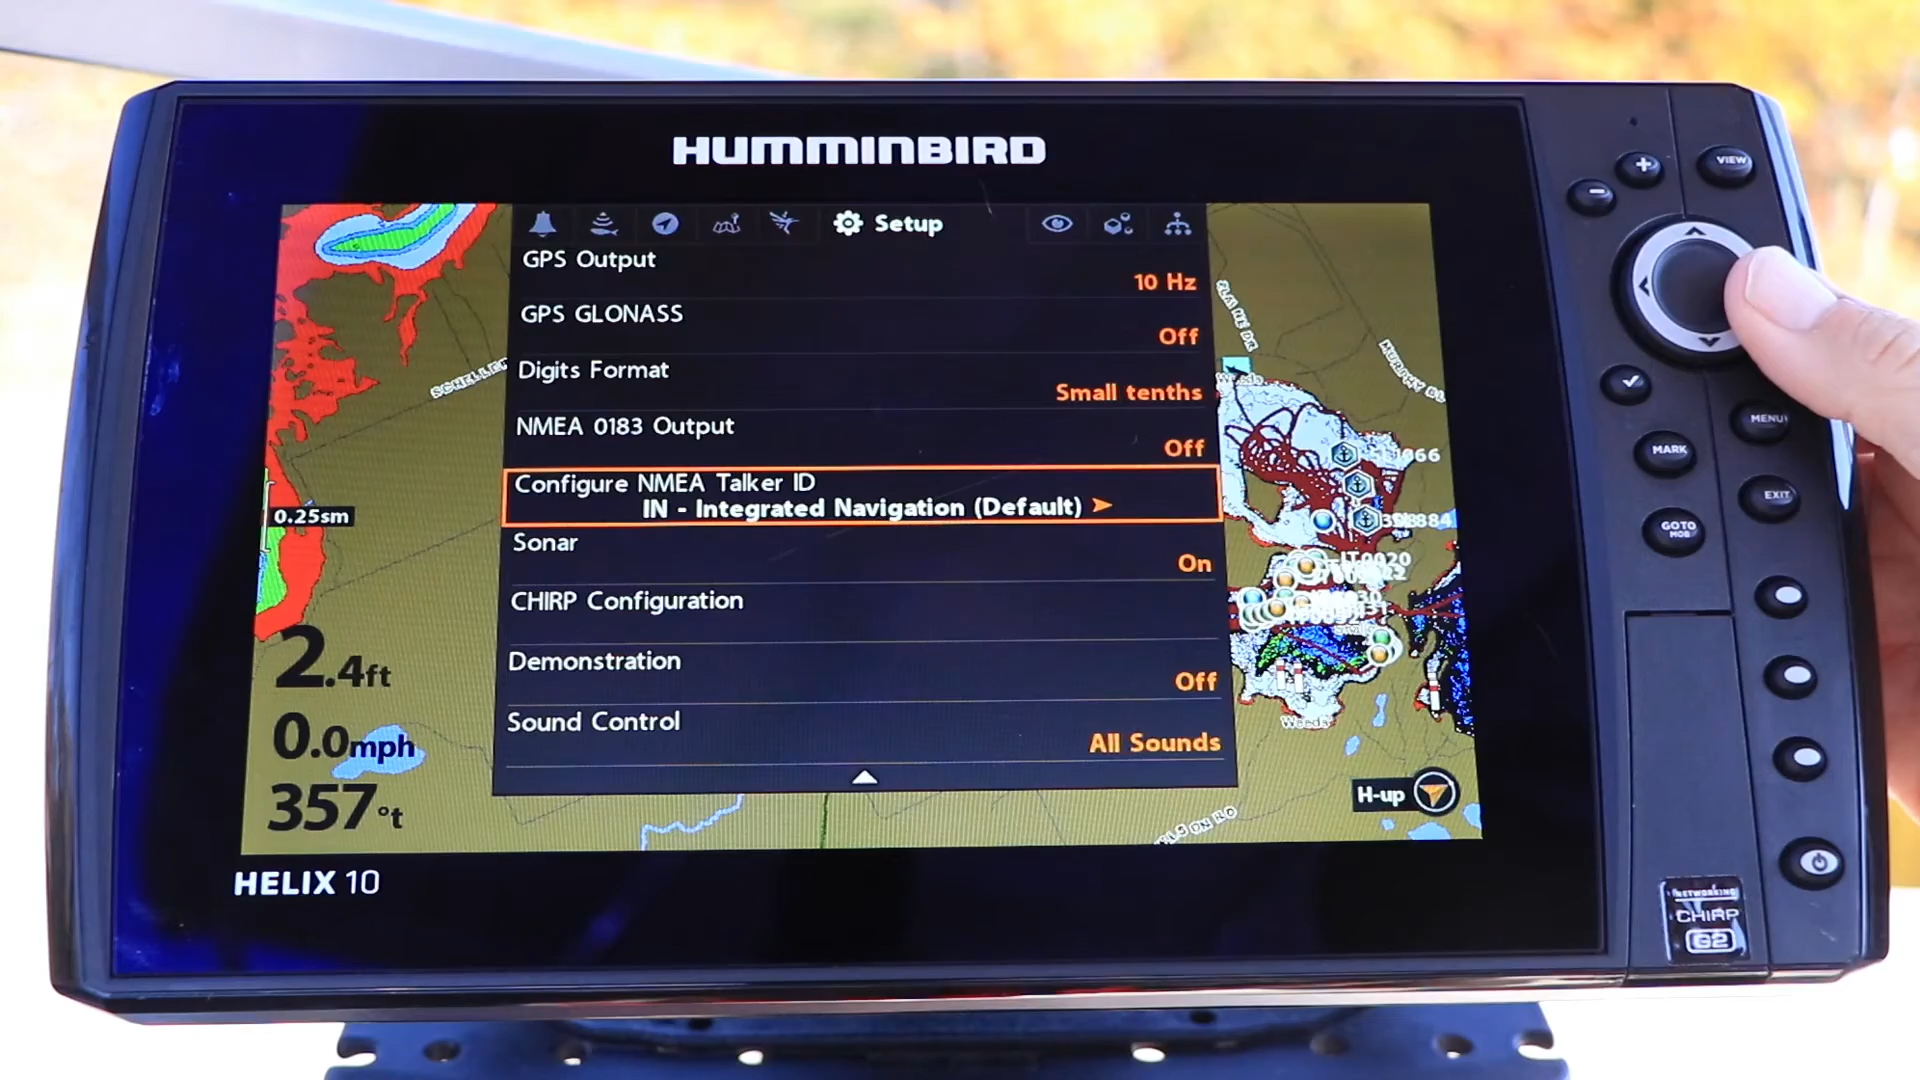 HUMMINBIRD
Setup
GPS Output
10 Hz
GPS GLONASS
Off
Digits Format
Small tenths
NMEA 0183 Output
Off
Configure NMEA Talker ID
IN - Integrated Navigation (Default)
Sonar
On
CHIRP Configuration
Demonstration
Off
Sound Control
All Sounds
0.25sm
2.4ft
0.0mph
357°t
H-up
Weeds
HELIX 10
+
-
VIEW
MENU
MARK
EXIT
GOTO
MOB
NETWORKING
CHIRP
G2